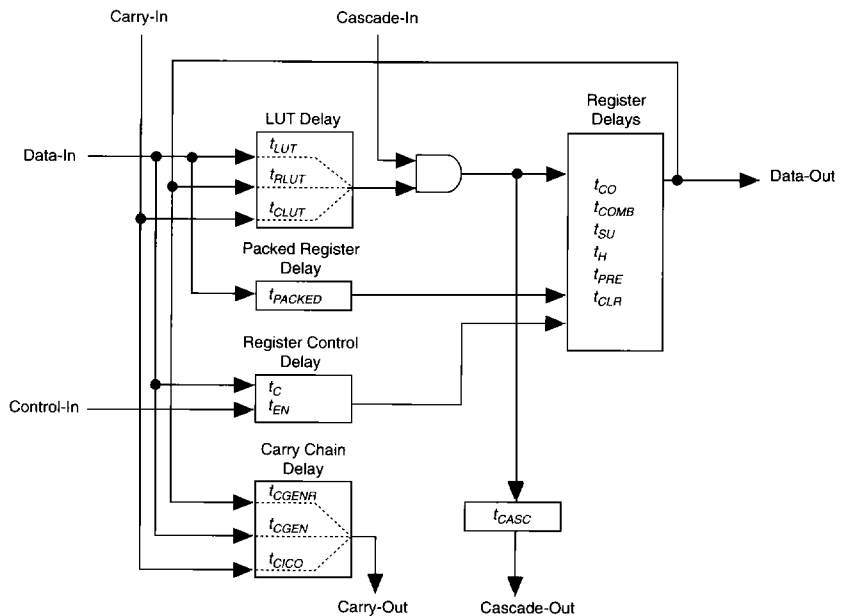 Carry-In
Cascade-In
LUT Delay
Register
Delays
Data-In
tLUT
tRLUT
tCLUT
Data-Out
tCO
tCOMB
tSU
tH
tPRE
tCLR
Packed Register
Delay
tPACKED
Register Control
Delay
tC
tEN
Control-In
Carry Chain
Delay
tCGENR
tCGEN
tCICO
tCASC
Carry-Out
Cascade-Out